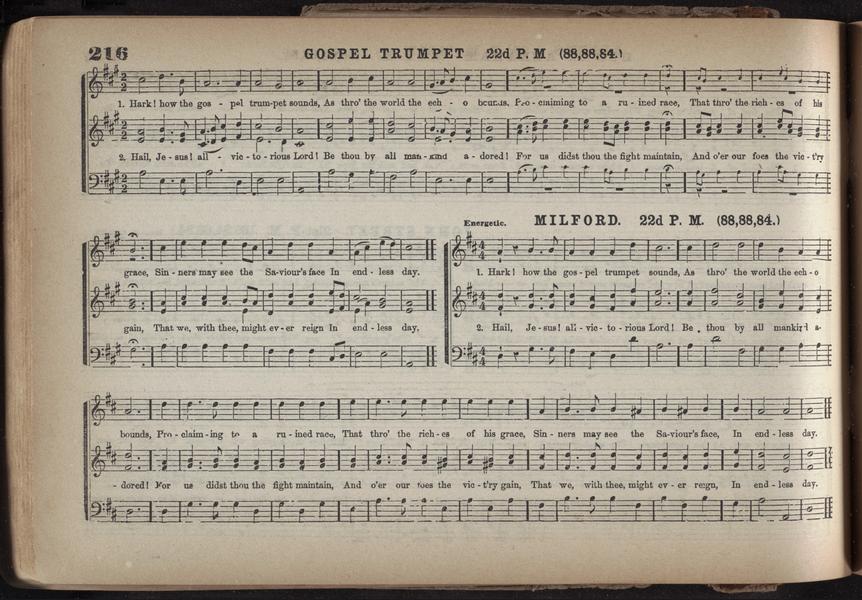 216 GOSPEL TRUMPET 22d P. M (88,88,84.)
1. Hark! how the gos - pel trum-pet sounds, As thro' the world the ech - o bounds, Pro - claiming to a ru - ined race, That thro' the rich - es of his
2. Hail, Je - sus! all - vic - to - rious Lord! Be thou by all man - kind a - dored! For us didst thou the fight maintain, And o'er our foes the vic - t'ry
grace, Sin - ners may see the Sa-viour's face In end - less day.
gain, That we, with thee, might ev - er reign In end - less day,
Energetic. MILFORD. 22d P. M. (88,88,84.)
1. Hark! how the gos - pel trumpet sounds, As thro' the world the ech - o
2. Hail, Je - sus! all - vic - to - rious Lord! Be thou by all mankind a-
bounds, Pro - claim - ing to a ru - ined race, That thro' the rich - es of his grace, Sin - ners may see the Sa-viour's face, In end - less day.
- dored! For us didst thou the fight maintain, And o'er our foes the vic - t'ry gain, That we, with thee, might ev - er reign, In end - less day.